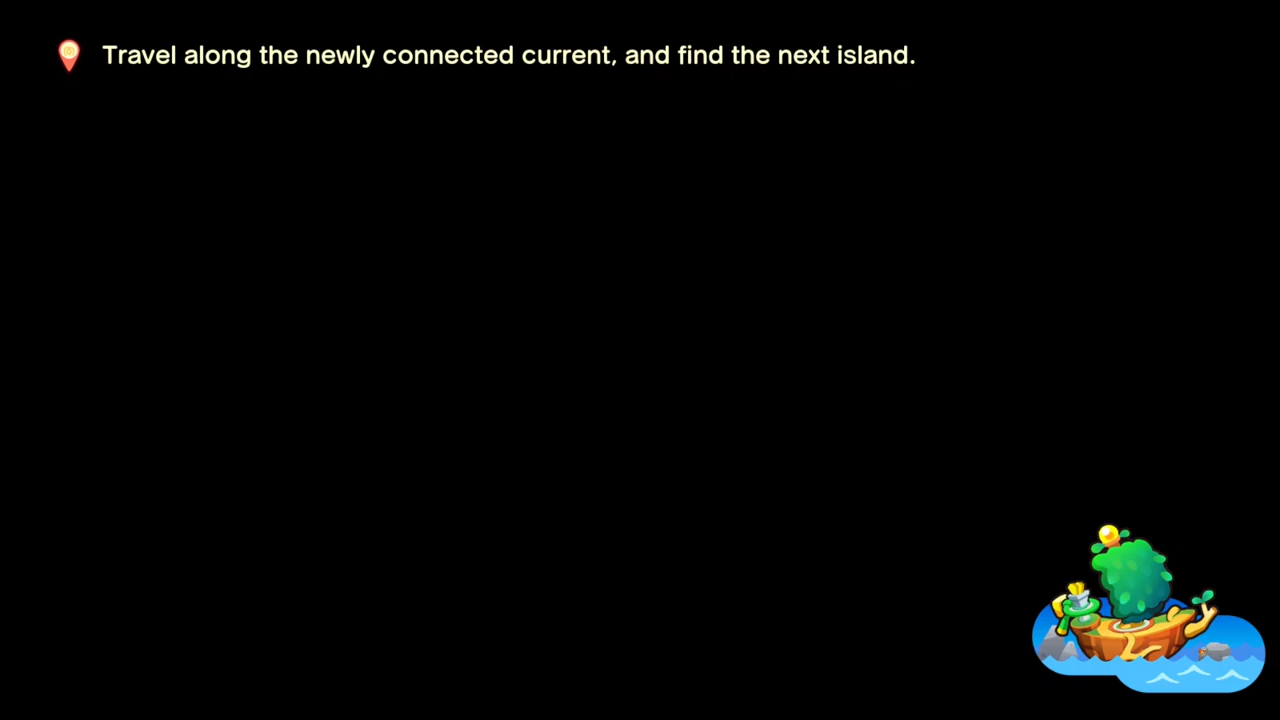 Travel along the newly connected current, and find the next island.